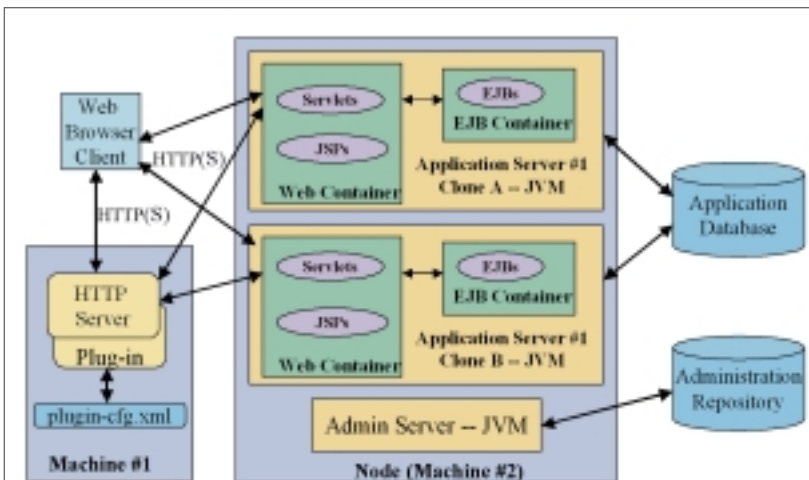 Web
Browser
Client
HTTP(S)
HTTP(S)
HTTP
Server
Plug-in
plugin-cfg.xml
Machine #1
Servlets
JSPs
Web Container
EJBs
EJB Container
Application Server #1
Clone A -- JVM
Servlets
JSPs
Web Container
EJBs
EJB Container
Application Server #1
Clone B -- JVM
Admin Server -- JVM
Node (Machine #2)
Application
Database
Administration
Repository